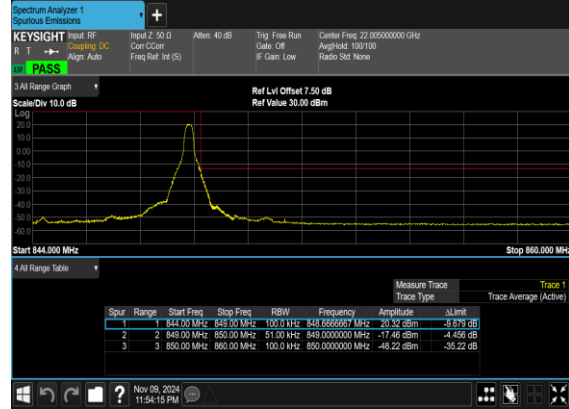 Spectrum Analyzer 1
Spurious Emissions
KEYSIGHT Input: RF Input Z: 50 Ω Atten: 40 dB Trig: Free Run Center Freq: 22.005000000 GHz
R T Coupling: DC Corr CCorr Gate: Off Avg|Hold: 100/100
Align: Auto Freq Ref: Int (S) IF Gain: Low Radio Std: None
PASS
3 All Range Graph
Ref Lvl Offset 7.50 dB
Scale/Div 10.0 dB Ref Value 30.00 dBm
Log
20.0
10.0
0.00
-10.0
-20.0
-30.0
-40.0
-50.0
-60.0
Start 844.000 MHz Stop 860.000 MHz
4 All Range Table
Measure Trace Trace 1
Trace Type Trace Average (Active)
Spur Range Start Freq Stop Freq RBW Frequency Amplitude ΔLimit
1 1 844.00 MHz 849.00 MHz 100.0 kHz 848.6666667 MHz 20.32 dBm -9.679 dB
2 2 849.00 MHz 850.00 MHz 51.00 kHz 849.0000000 MHz -17.46 dBm -4.456 dB
3 3 850.00 MHz 860.00 MHz 100.0 kHz 850.0000000 MHz -48.22 dBm -35.22 dB
Nov 09, 2024
11:54:15 PM